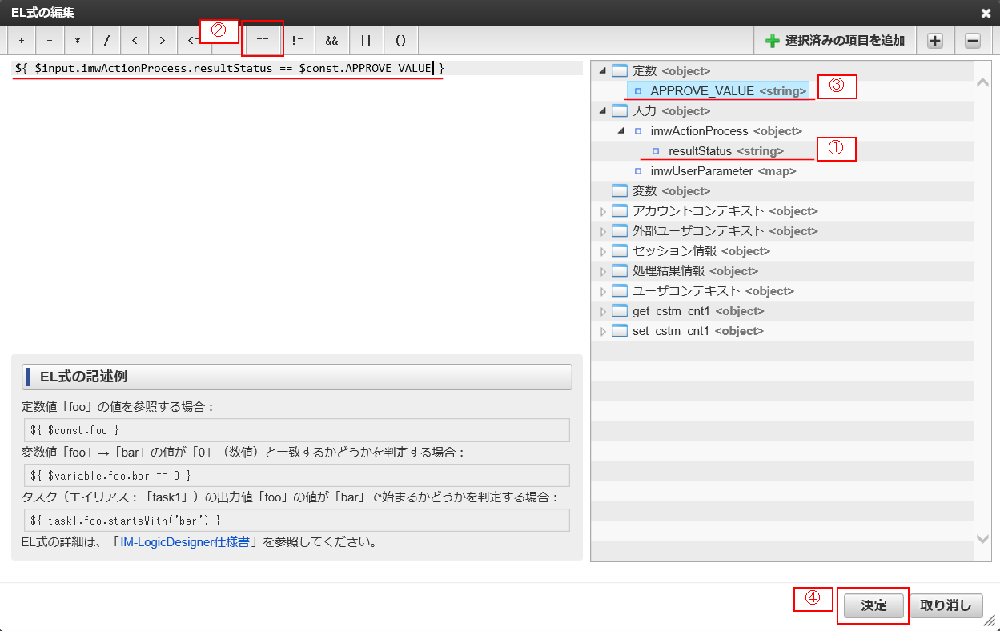 EL式の編集
②
+ - * / < > <= == != && || ()
選択済みの項目を追加
${ $input.imwActionProcess.resultStatus == $const.APPROVE_VALUE }
定数 <object>
APPROVE_VALUE <string>
③
入力 <object>
imwActionProcess <object>
resultStatus <string>
①
imwUserParameter <map>
変数 <object>
アカウントコンテキスト <object>
外部ユーザコンテキスト <object>
セッション情報 <object>
処理結果情報 <object>
ユーザコンテキスト <object>
get_cstm_cnt1 <object>
set_cstm_cnt1 <object>
EL式の記述例
定数値「foo」の値を参照する場合：
${ $const.foo }
変数値「foo」→「bar」の値が「0」（数値）と一致するかどうかを判定する場合：
${ $variable.foo.bar == 0 }
タスク（エイリアス：「task1」）の出力値「foo」の値が「bar」で始まるかどうかを判定する場合：
${ task1.foo.startsWith('bar') }
EL式の詳細は、「IM-LogicDesigner仕様書」を参照してください。
④
決定
取り消し